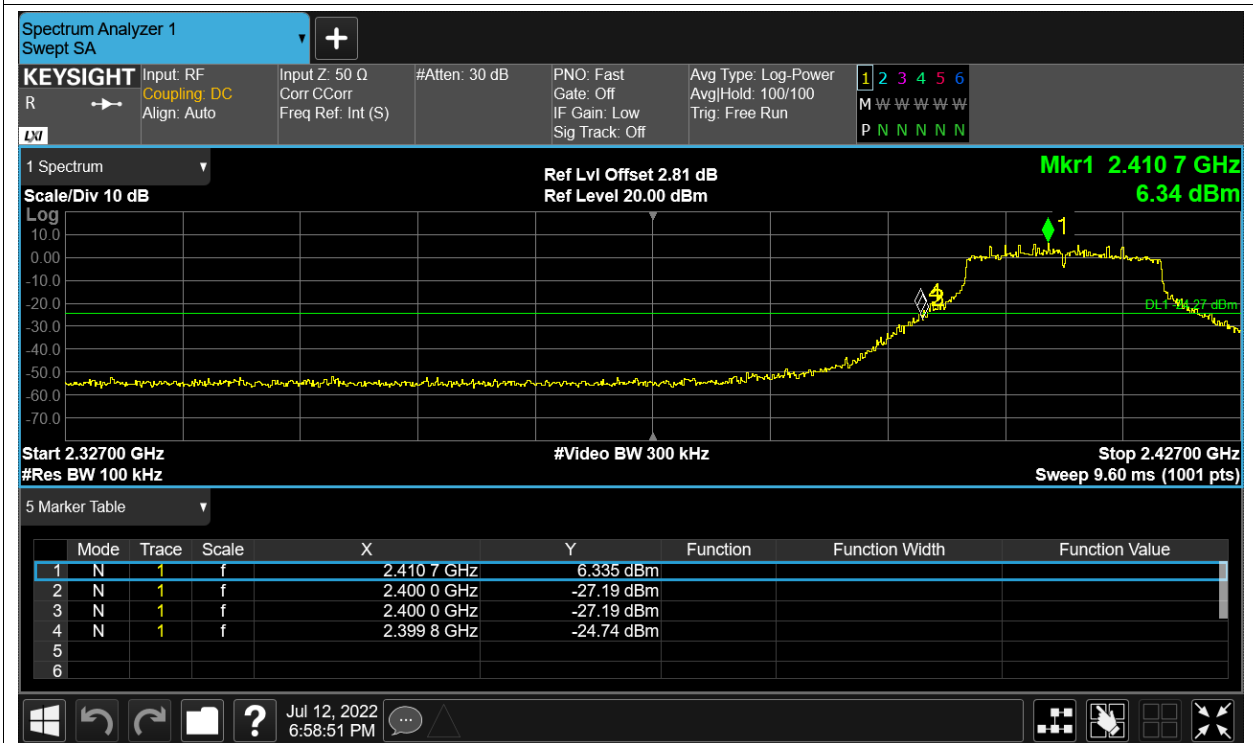 Spectrum Analyzer 1
Swept SA
KEYSIGHT Input: RF Input Z: 50 Ω #Atten: 30 dB PNO: Fast Avg Type: Log-Power 1 2 3 4 5 6
R Coupling: DC Corr CCorr Gate: Off Avg|Hold: 100/100 M W W W W W
Align: Auto Freq Ref: Int (S) IF Gain: Low Trig: Free Run
LXI Sig Track: Off P N N N N N
1 Spectrum Ref Lvl Offset 2.81 dB Mkr1 2.410 7 GHz
Scale/Div 10 dB Ref Level 20.00 dBm 6.34 dBm
Log
1
10.0
0.00
-10.0
-20.0
-30.0
-40.0
-50.0
-60.0
-70.0
Start 2.32700 GHz #Video BW 300 kHz Stop 2.42700 GHz
#Res BW 100 kHz Sweep 9.60 ms (1001 pts)
5 Marker Table
Mode Trace Scale X Y Function Function Width Function Value
1 N 1 f 2.410 7 GHz 6.335 dBm
2 N 1 f 2.400 0 GHz -27.19 dBm
3 N 1 f 2.400 0 GHz -27.19 dBm
4 N 1 f 2.399 8 GHz -24.74 dBm
5
6
? Jul 12, 2022
6:58:51 PM